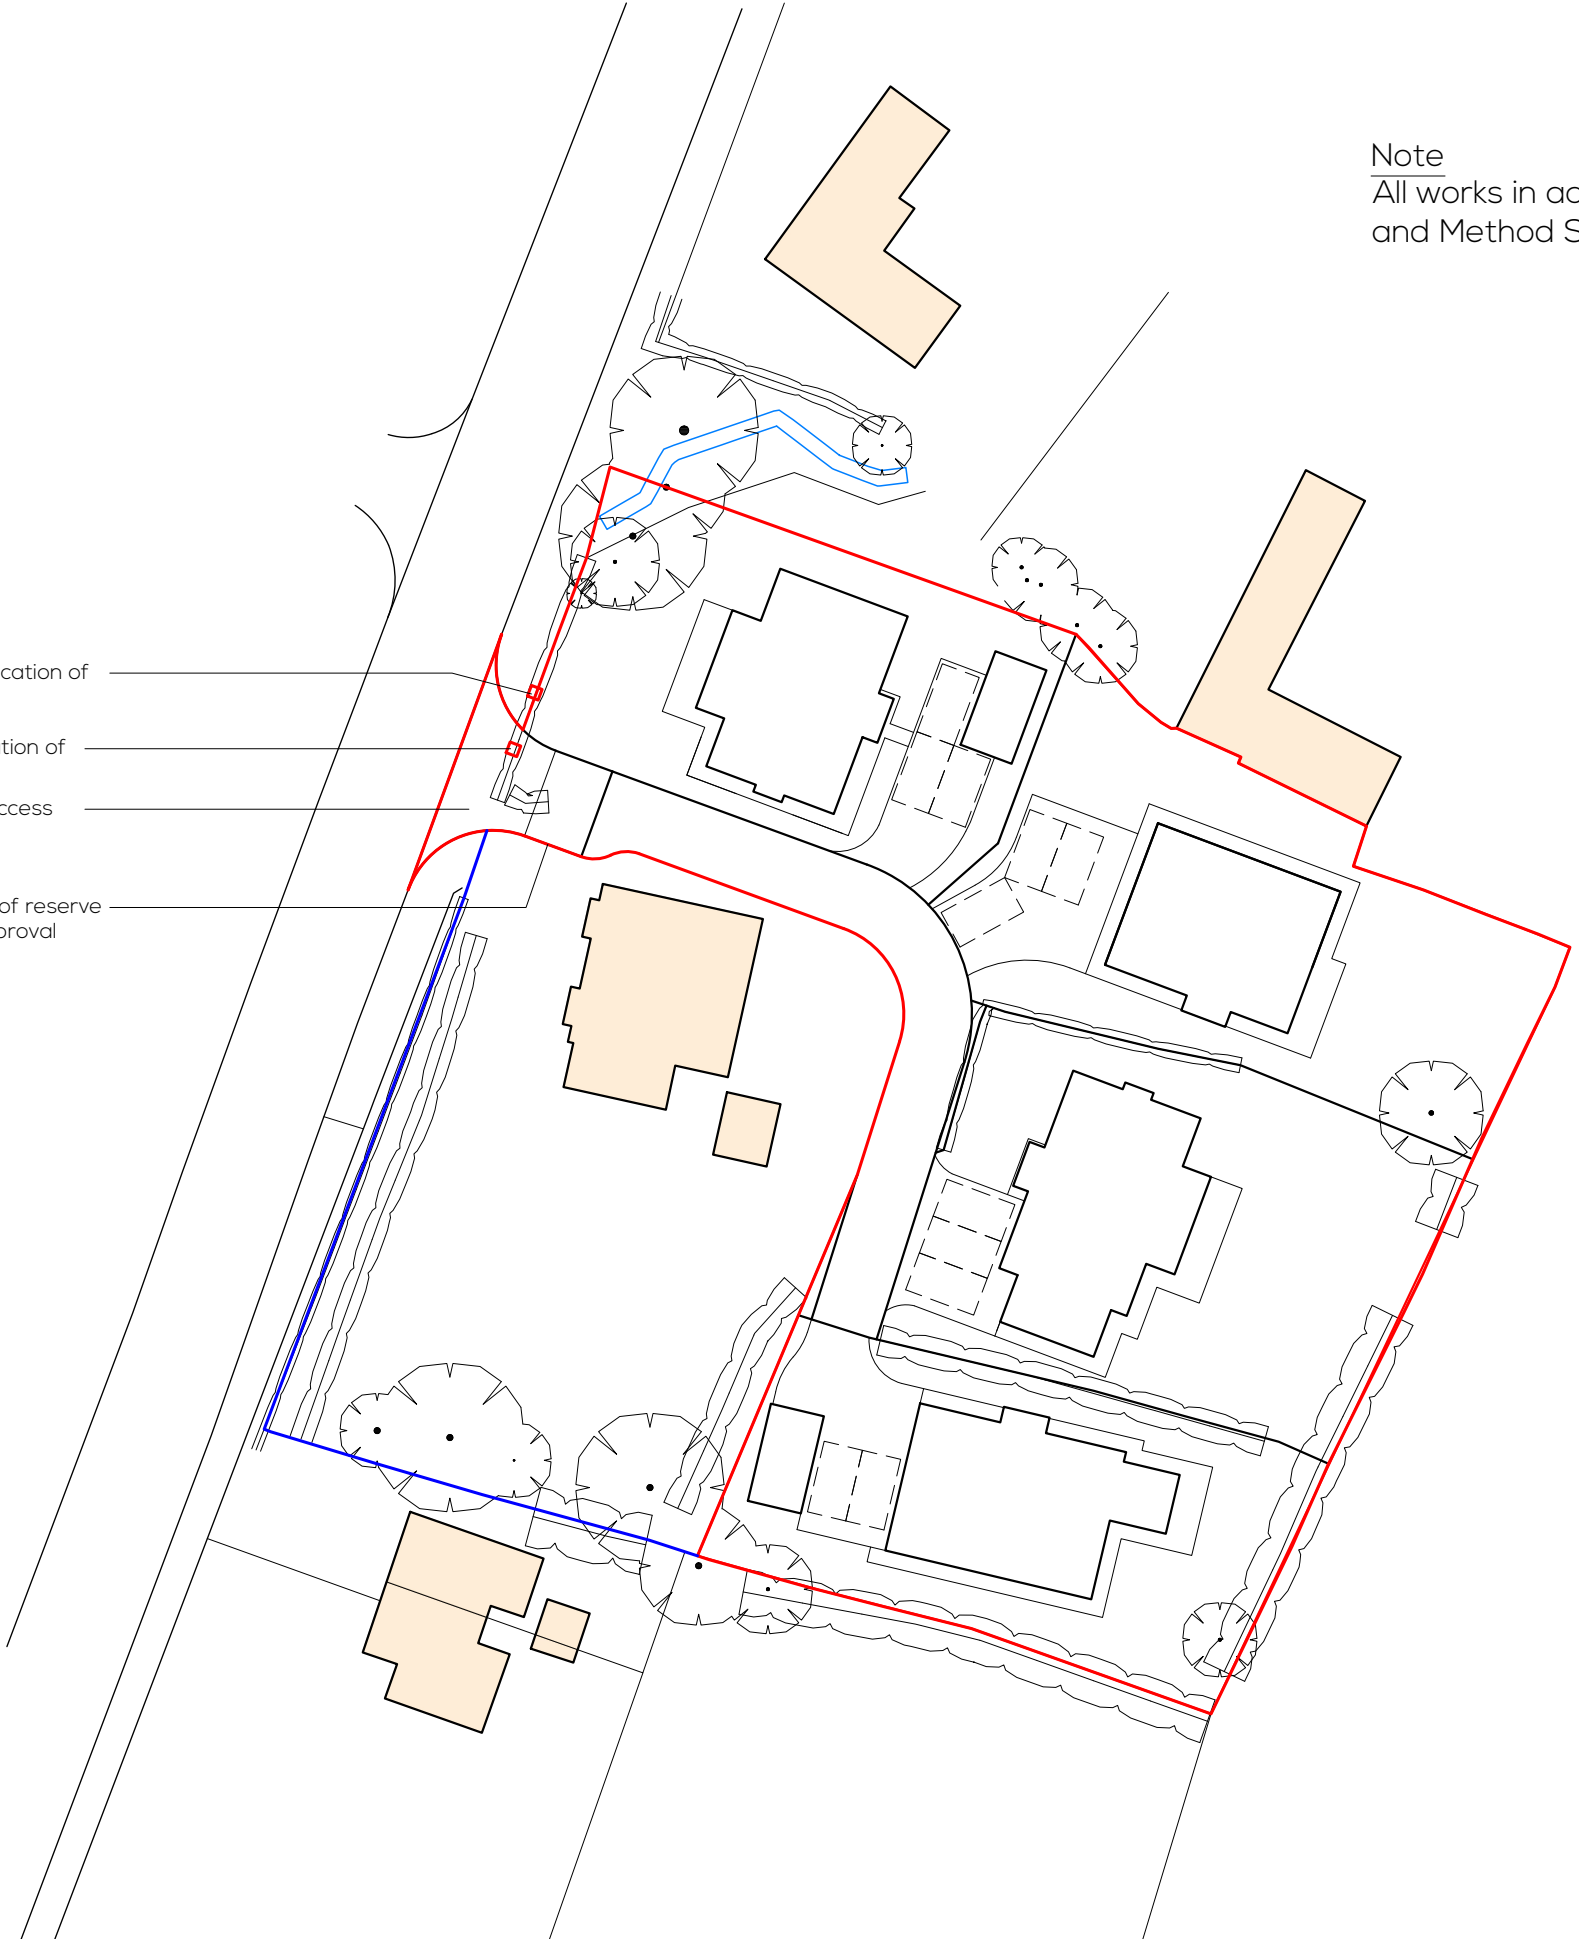 Note
All works in ac
and Method S
cation of
tion of
ccess
of reserve
proval